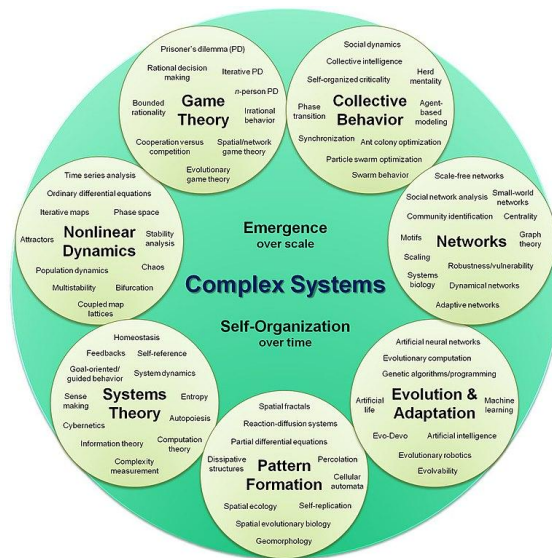 Prisoner's dilemma (PD)
Rational decision making
Iterative PD
n-person PD
Bounded rationality
Game Theory
Irrational behavior
Cooperation versus competition
Spatial/network game theory
Evolutionary game theory
Social dynamics
Collective intelligence
Herd mentality
Self-organized criticality
Phase transition
Collective Behavior
Agent-based modeling
Synchronization
Ant colony optimization
Particle swarm optimization
Swarm behavior
Time series analysis
Ordinary differential equations
Iterative maps
Phase space
Attractors
Nonlinear Dynamics
Stability analysis
Population dynamics
Chaos
Multistability
Bifurcation
Coupled map lattices
Emergence
over scale
Complex Systems
Self-Organization
over time
Scale-free networks
Social network analysis
Small-world networks
Community identification
Centrality
Motifs
Networks
Graph theory
Scaling
Robustness/vulnerability
Systems biology
Dynamical networks
Adaptive networks
Homeostasis
Feedbacks
Self-reference
Goal-oriented/guided behavior
System dynamics
Sense making
Systems Theory
Entropy
Autopoiesis
Cybernetics
Information theory
Computation theory
Complexity measurement
Spatial fractals
Reaction-diffusion systems
Partial differential equations
Dissipative structures
Pattern Formation
Percolation
Cellular automata
Spatial ecology
Self-replication
Spatial evolutionary biology
Geomorphology
Artificial neural networks
Evolutionary computation
Genetic algorithms/programming
Artificial life
Evolution & Adaptation
Machine learning
Evo-Devo
Artificial intelligence
Evolutionary robotics
Evolvability